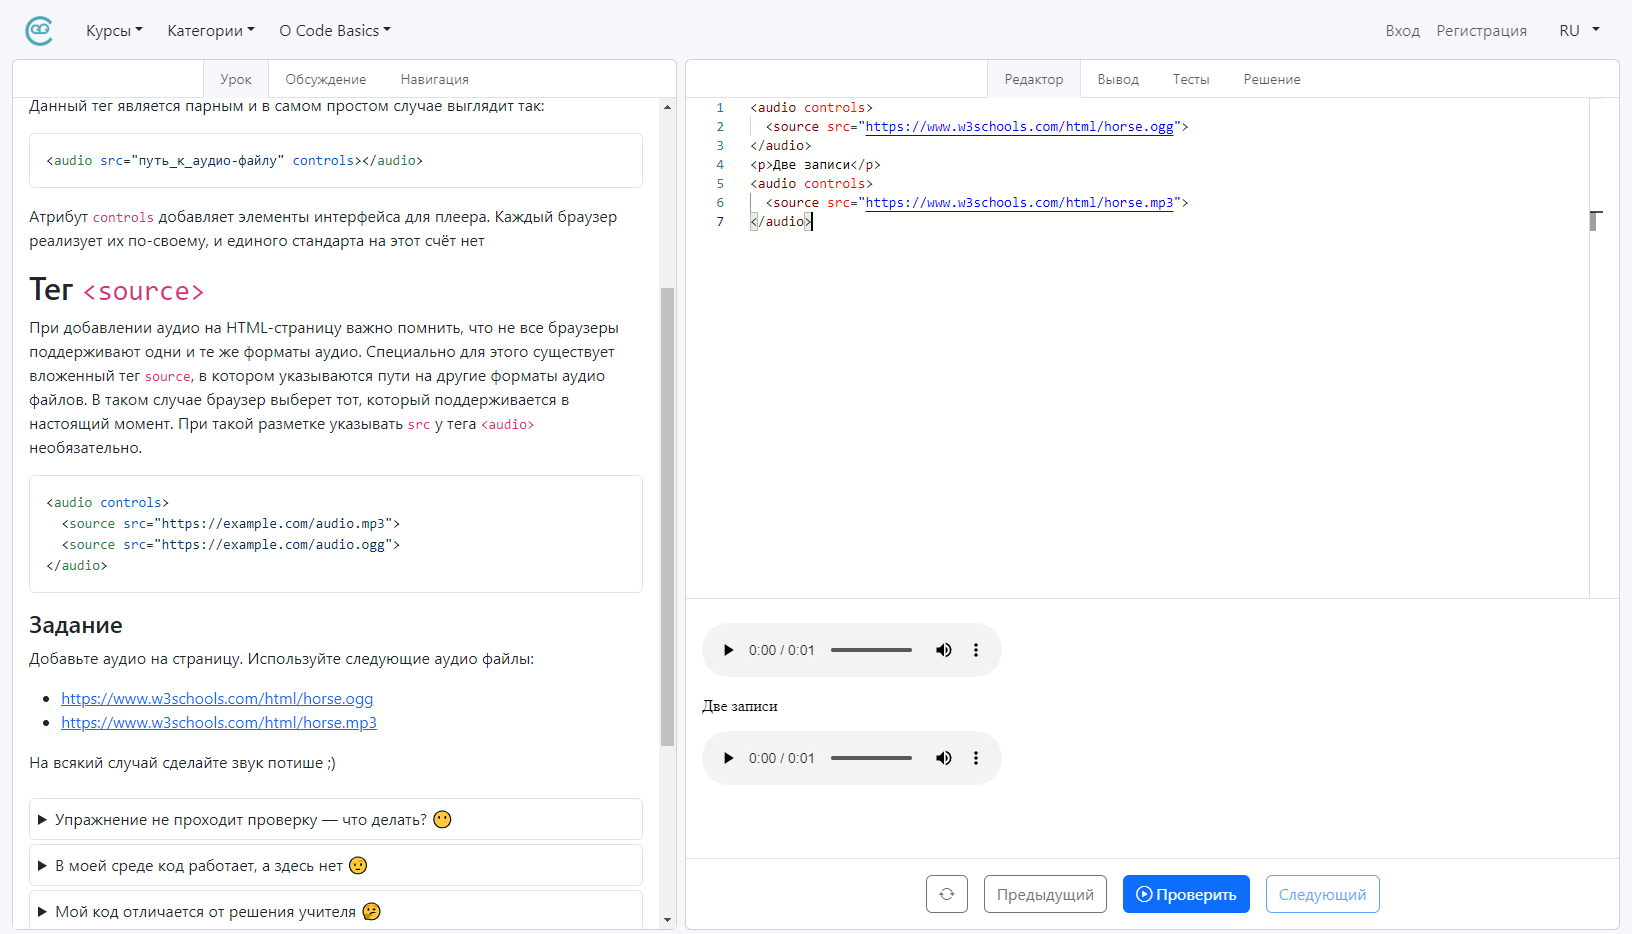 Курсы
Категории
О Code Basics
Вход
Регистрация
RU
Урок
Обсуждение
Навигация
Данный тег является парным и в самом простом случае выглядит так:
<audio src="путь_к_аудио-файлу" controls></audio>
Атрибут controls добавляет элементы интерфейса для плеера. Каждый браузер
реализует их по-своему, и единого стандарта на этот счёт нет
Тег <source>
При добавлении аудио на HTML-страницу важно помнить, что не все браузеры
поддерживают одни и те же форматы аудио. Специально для этого существует
вложенный тег source, в котором указываются пути на другие форматы аудио
файлов. В таком случае браузер выберет тот, который поддерживается в
настоящий момент. При такой разметке указывать src у тега <audio>
необязательно.
<audio controls>
  <source src="https://example.com/audio.mp3">
  <source src="https://example.com/audio.ogg">
</audio>
Задание
Добавьте аудио на страницу. Используйте следующие аудио файлы:
https://www.w3schools.com/html/horse.ogg
https://www.w3schools.com/html/horse.mp3
На всякий случай сделайте звук потише ;)
Упражнение не проходит проверку — что делать? 😶
В моей среде код работает, а здесь нет 🤨
Мой код отличается от решения учителя 🤔
Редактор
Вывод
Тесты
Решение
1 <audio controls>
2   <source src="https://www.w3schools.com/html/horse.ogg">
3 </audio>
4 <p>Две записи</p>
5 <audio controls>
6   <source src="https://www.w3schools.com/html/horse.mp3">
7 </audio>
0:00 / 0:01
Две записи
0:00 / 0:01
Предыдущий
Проверить
Следующий